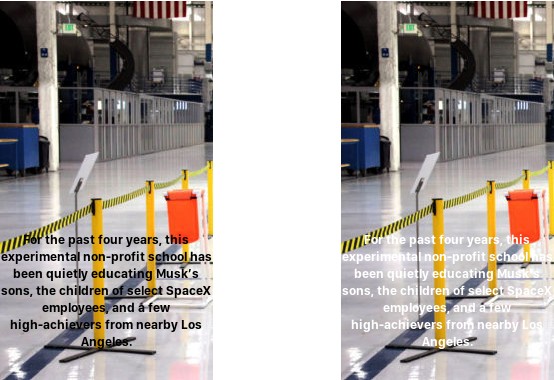 EXIT
For the past four years, this
experimental non-profit school has
been quietly educating Musk's
sons, the children of select SpaceX
employees, and a few
high-achievers from nearby Los
Angeles.
EXIT
For the past four years, this
experimental non-profit school has
been quietly educating Musk's
sons, the children of select SpaceX
employees, and a few
high-achievers from nearby Los
Angeles.